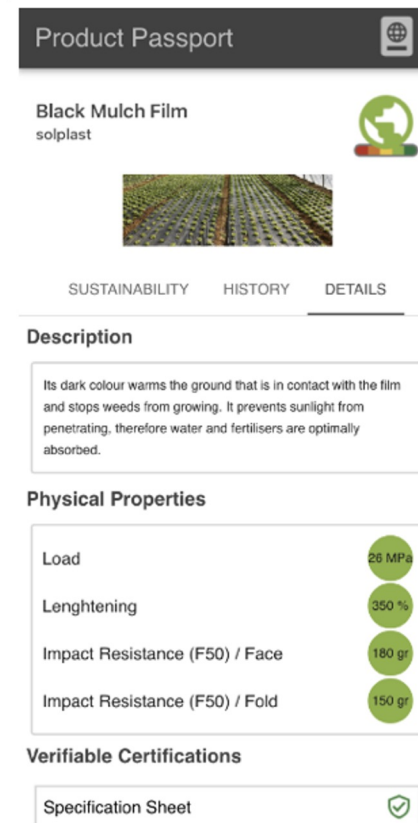 Product Passport
Black Mulch Film
solplast
SUSTAINABILITY HISTORY DETAILS
Description
Its dark colour warms the ground that is in contact with the film
and stops weeds from growing. It prevents sunlight from
penetrating, therefore water and fertilisers are optimally
absorbed.
Physical Properties
Load 26 MPa
Lenghtening 350 %
Impact Resistance (F50) / Face 180 gr
Impact Resistance (F50) / Fold 150 gr
Verifiable Certifications
Specification Sheet